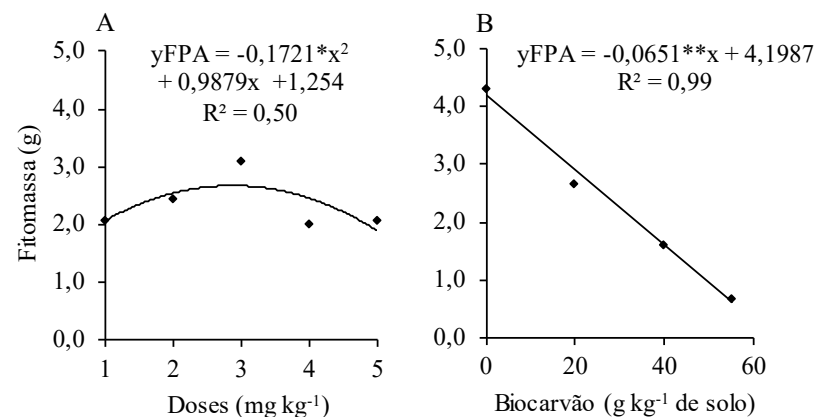 A
yFPA = -0,1721*x²
+ 0,9879x +1,254
R² = 0,50
Fitomassa (g)
5,0
4,0
3,0
2,0
1,0
0,0
1 2 3 4 5
Doses (mg kg⁻¹)
B
yFPA = -0,0651**x + 4,1987
R² = 0,99
5,0
4,0
3,0
2,0
1,0
0,0
0 20 40 60
Biocarvão (g kg⁻¹ de solo)